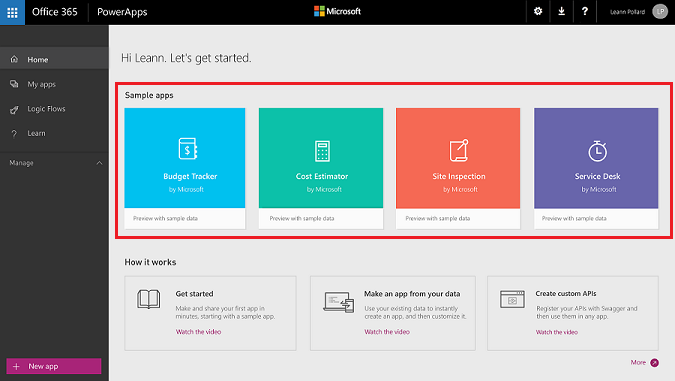 Office 365 PowerApps Microsoft ? Leann Pollard LP
Home
My apps
Logic Flows
? Learn
Manage
+ New app
Hi Leann. Let's get started.
Sample apps
Budget Tracker
by Microsoft
Preview with sample data
Cost Estimator
by Microsoft
Preview with sample data
Site Inspection
by Microsoft
Preview with sample data
Service Desk
by Microsoft
Preview with sample data
How it works
Get started
Make and share your first app in
minutes, starting with a sample app.
Watch the video
Make an app from your data
Use your existing data to instantly
create an app, and then customize it.
Watch the video
Create custom APIs
Register your APIs with Swagger and
then use them in any app.
Watch the video
More